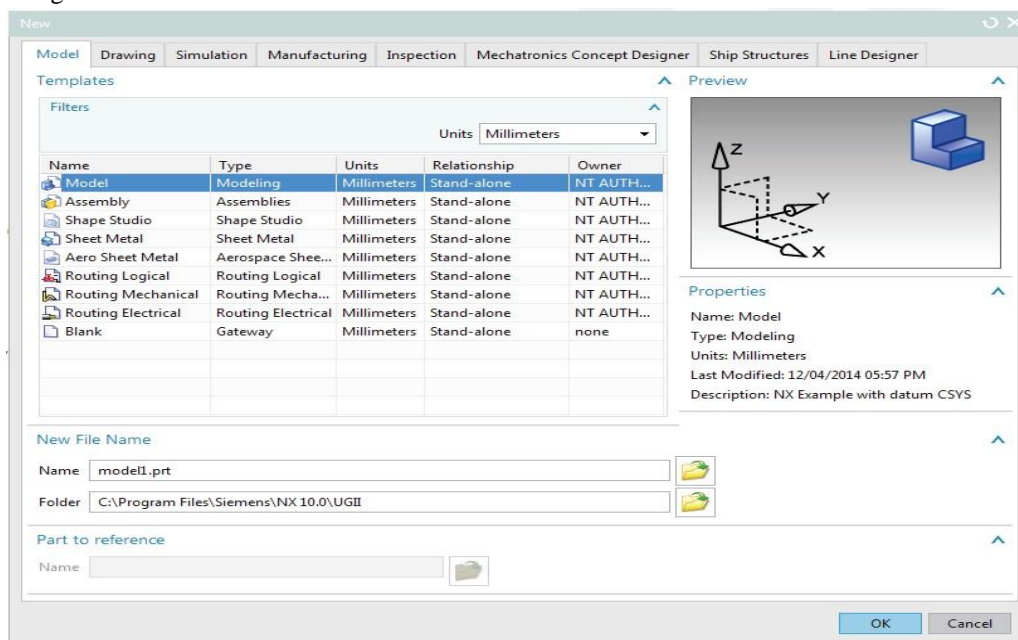 New
Model Drawing Simulation Manufacturing Inspection Mechatronics Concept Designer Ship Structures Line Designer
Templates
Filters
Units Millimeters
Name Type Units Relationship Owner
Model Modeling Millimeters Stand-alone NT AUTH...
Assembly Assemblies Millimeters Stand-alone NT AUTH...
Shape Studio Shape Studio Millimeters Stand-alone NT AUTH...
Sheet Metal Sheet Metal Millimeters Stand-alone NT AUTH...
Aero Sheet Metal Aerospace Shee... Millimeters Stand-alone NT AUTH...
Routing Logical Routing Logical Millimeters Stand-alone NT AUTH...
Routing Mechanical Routing Mecha... Millimeters Stand-alone NT AUTH...
Routing Electrical Routing Electrical Millimeters Stand-alone NT AUTH...
Blank Gateway Millimeters Stand-alone none
Preview
Z
Y
X
Properties
Name: Model
Type: Modeling
Units: Millimeters
Last Modified: 12/04/2014 05:57 PM
Description: NX Example with datum CSYS
New File Name
Name model1.prt
Folder C:\Program Files\Siemens\NX 10.0\UGII
Part to reference
Name
OK Cancel